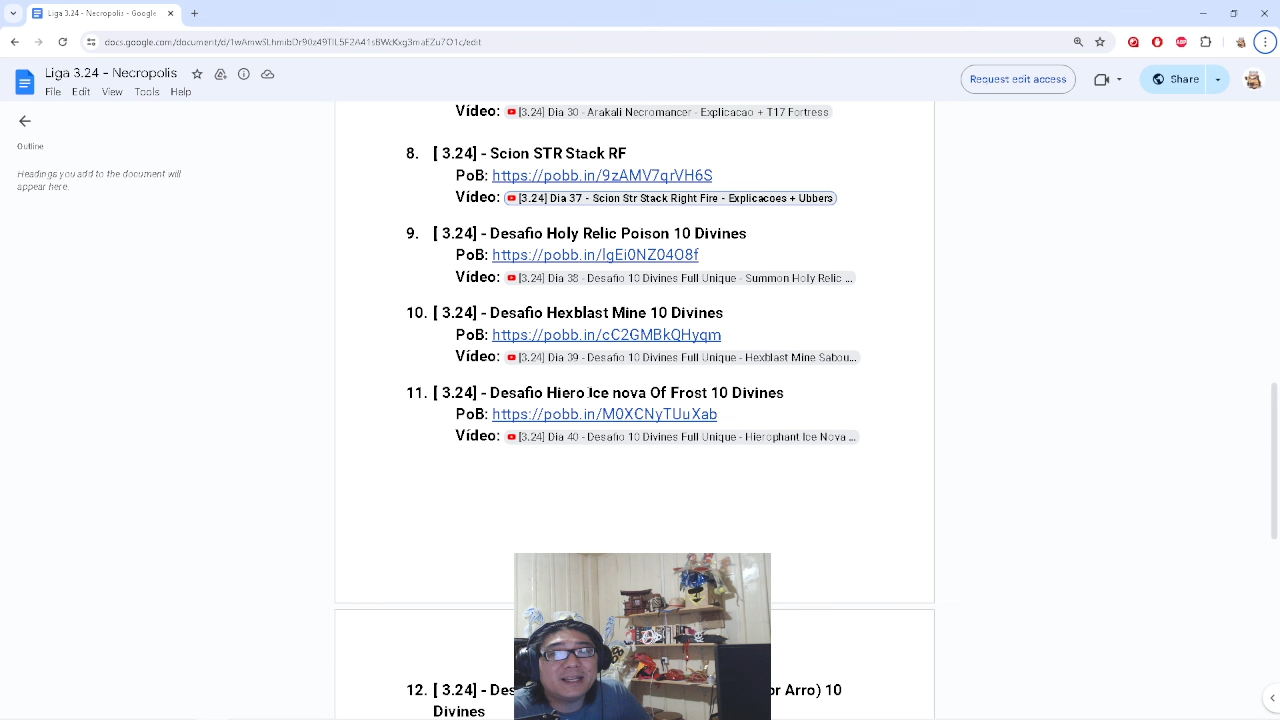 Liga 3.24 - Necropolis - Google
docs.google.com/document/d/
Liga 3.24 - Necropolis
Request edit access
Share
File Edit View Tools Help
Outline
Headings you add to the document will
appear here.
Vídeo: [3.24] Dia 30 - Arakali Necromancer - Explicacao + T17 Fortress
8. [ 3.24] - Scion STR Stack RF
PoB: https://pobb.in/9zAMV7qrVH6S
Vídeo: [3.24] Dia 37 - Scion Str Stack Right Fire - Explicacoes + Ubbers
9. [ 3.24] - Desafio Holy Relic Poison 10 Divines
PoB: https://pobb.in/lgEi0NZ04O8f
Vídeo: [3.24] Dia 38 - Desafio 10 Divines Full Unique - Summon Holy Relic ...
10. [ 3.24] - Desafio Hexblast Mine 10 Divines
PoB: https://pobb.in/cC2GMBkQHyqm
Vídeo: [3.24] Dia 39 - Desafio 10 Divines Full Unique - Hexblast Mine Sabou...
11. [ 3.24] - Desafio Hiero Ice nova Of Frost 10 Divines
PoB: https://pobb.in/M0XCNyTUuXab
Vídeo: [3.24] Dia 40 - Desafio 10 Divines Full Unique - Hierophant Ice Nova ...
12. [ 3.24] - Des or Arro) 10
Divines